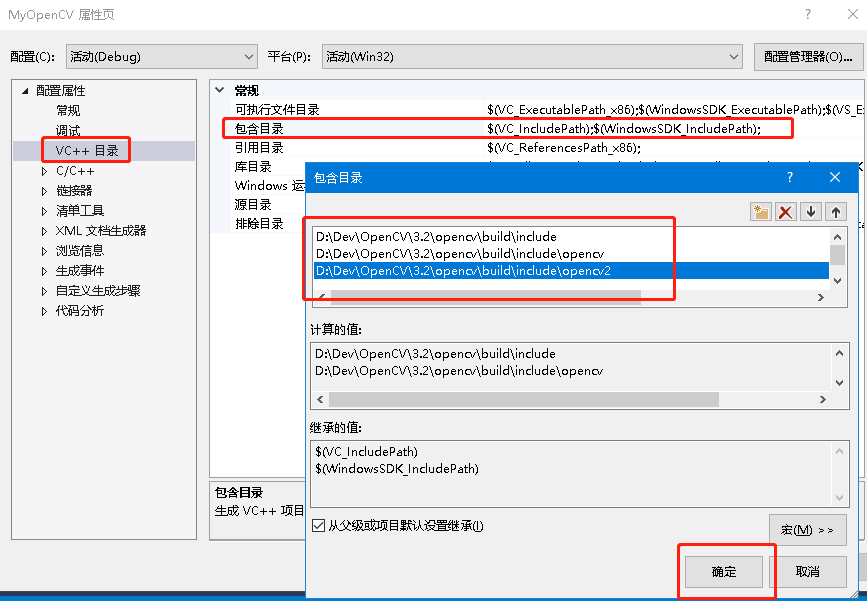 MyOpenCV 属性页
配置(C): 活动(Debug) 平台(P): 活动(Win32) 配置管理器(O)...
配置属性
常规
调试
VC++ 目录
C/C++
链接器
清单工具
XML 文档生成器
浏览信息
生成事件
自定义生成步骤
代码分析
常规
可执行文件目录 $(VC_ExecutablePath_x86);$(WindowsSDK_ExecutablePath);$(VS_E
包含目录 $(VC_IncludePath);$(WindowsSDK_IncludePath);
引用目录 $(VC_ReferencesPath_x86);
库目录
Windows 运
源目录
排除目录
包含目录
生成 VC++ 项目
包含目录
D:\Dev\OpenCV\3.2\opencv\build\include
D:\Dev\OpenCV\3.2\opencv\build\include\opencv
D:\Dev\OpenCV\3.2\opencv\build\include\opencv2
计算的值:
D:\Dev\OpenCV\3.2\opencv\build\include
D:\Dev\OpenCV\3.2\opencv\build\include\opencv
继承的值:
$(VC_IncludePath)
$(WindowsSDK_IncludePath)
从父级或项目默认设置继承(I)
宏(M) >>
确定
取消